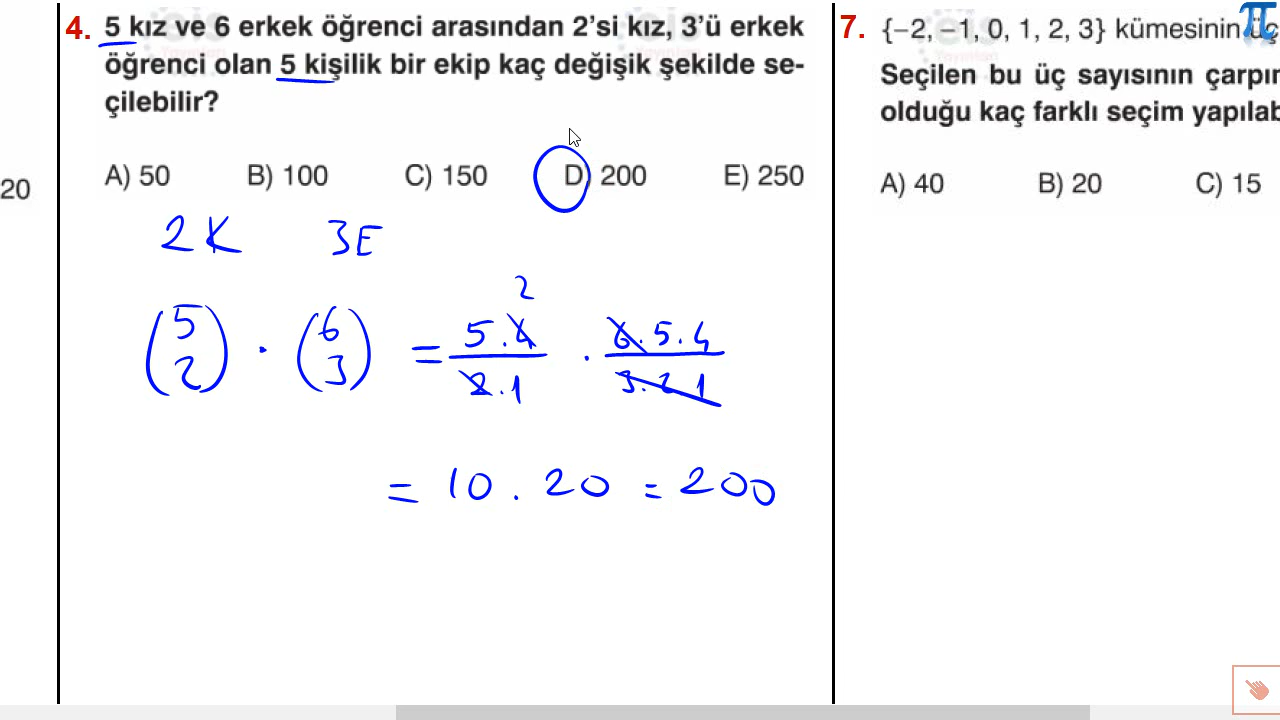 20
4. 5 kız ve 6 erkek öğrenci arasından 2'si kız, 3'ü erkek
öğrenci olan 5 kişilik bir ekip kaç değişik şekilde se-
çilebilir?
A) 50 B) 100 C) 150 D) 200 E) 250
2K 3E
(5 2) · (6 3) = 5.4 2 / 2.1 · 6.5.4 / 3.2.1
= 10 . 20 = 200
7. {−2, −1, 0, 1, 2, 3} kümesinin üç
Seçilen bu üç sayısının çarpı
olduğu kaç farklı seçim yapılab
A) 40 B) 20 C) 15
π